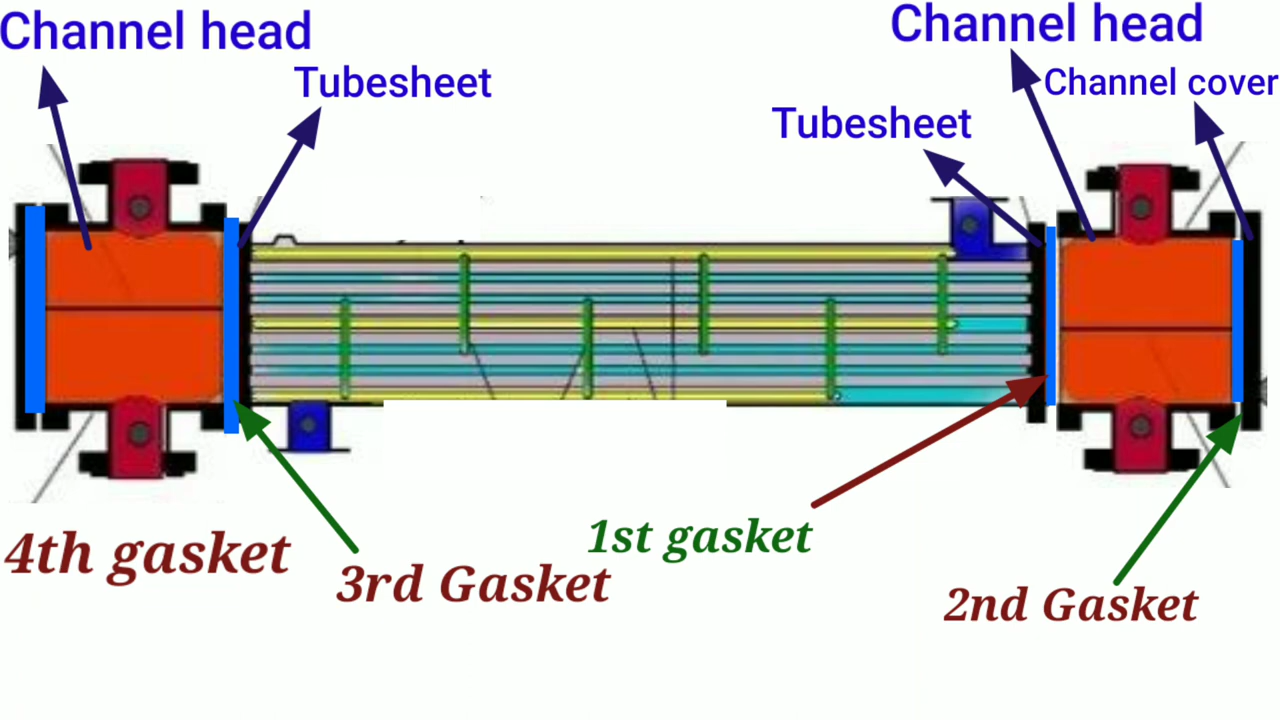 Channel head
Channel head
Tubesheet
Channel cover
Tubesheet
1st gasket
4th gasket
3rd Gasket
2nd Gasket